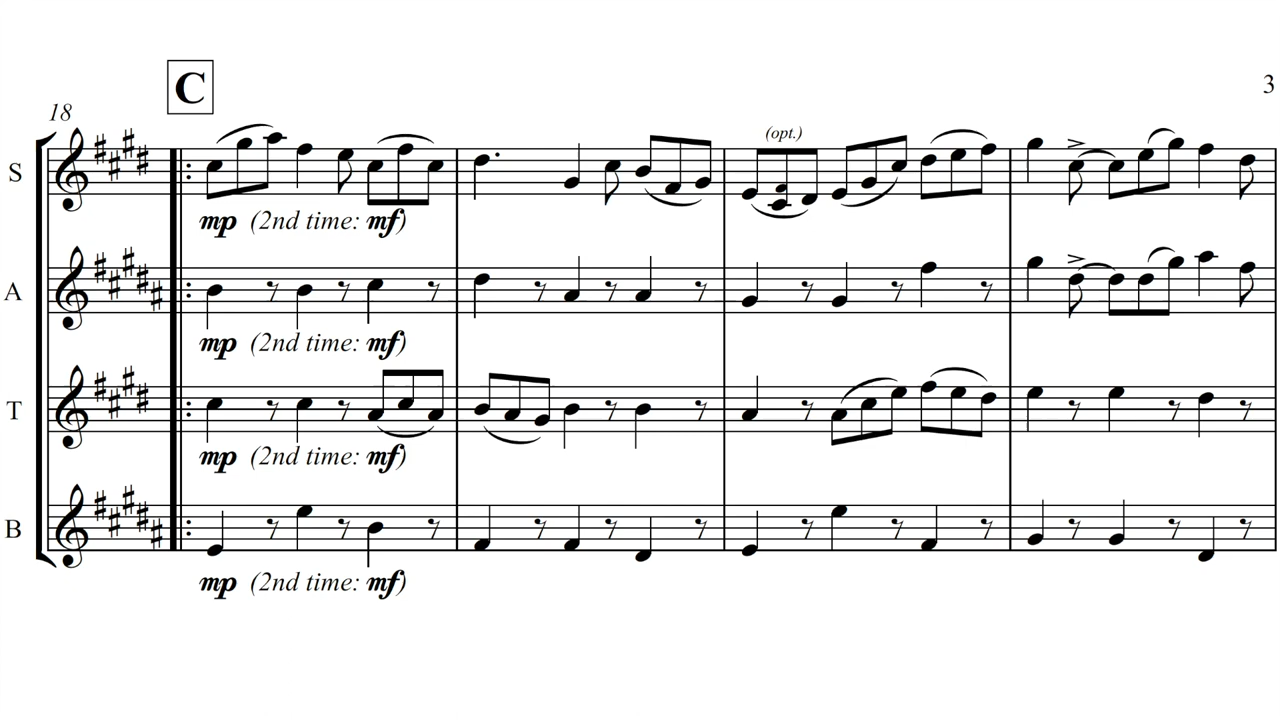 C
3
18
(opt.)
S
mp (2nd time: mf)
A
mp (2nd time: mf)
T
mp (2nd time: mf)
B
mp (2nd time: mf)